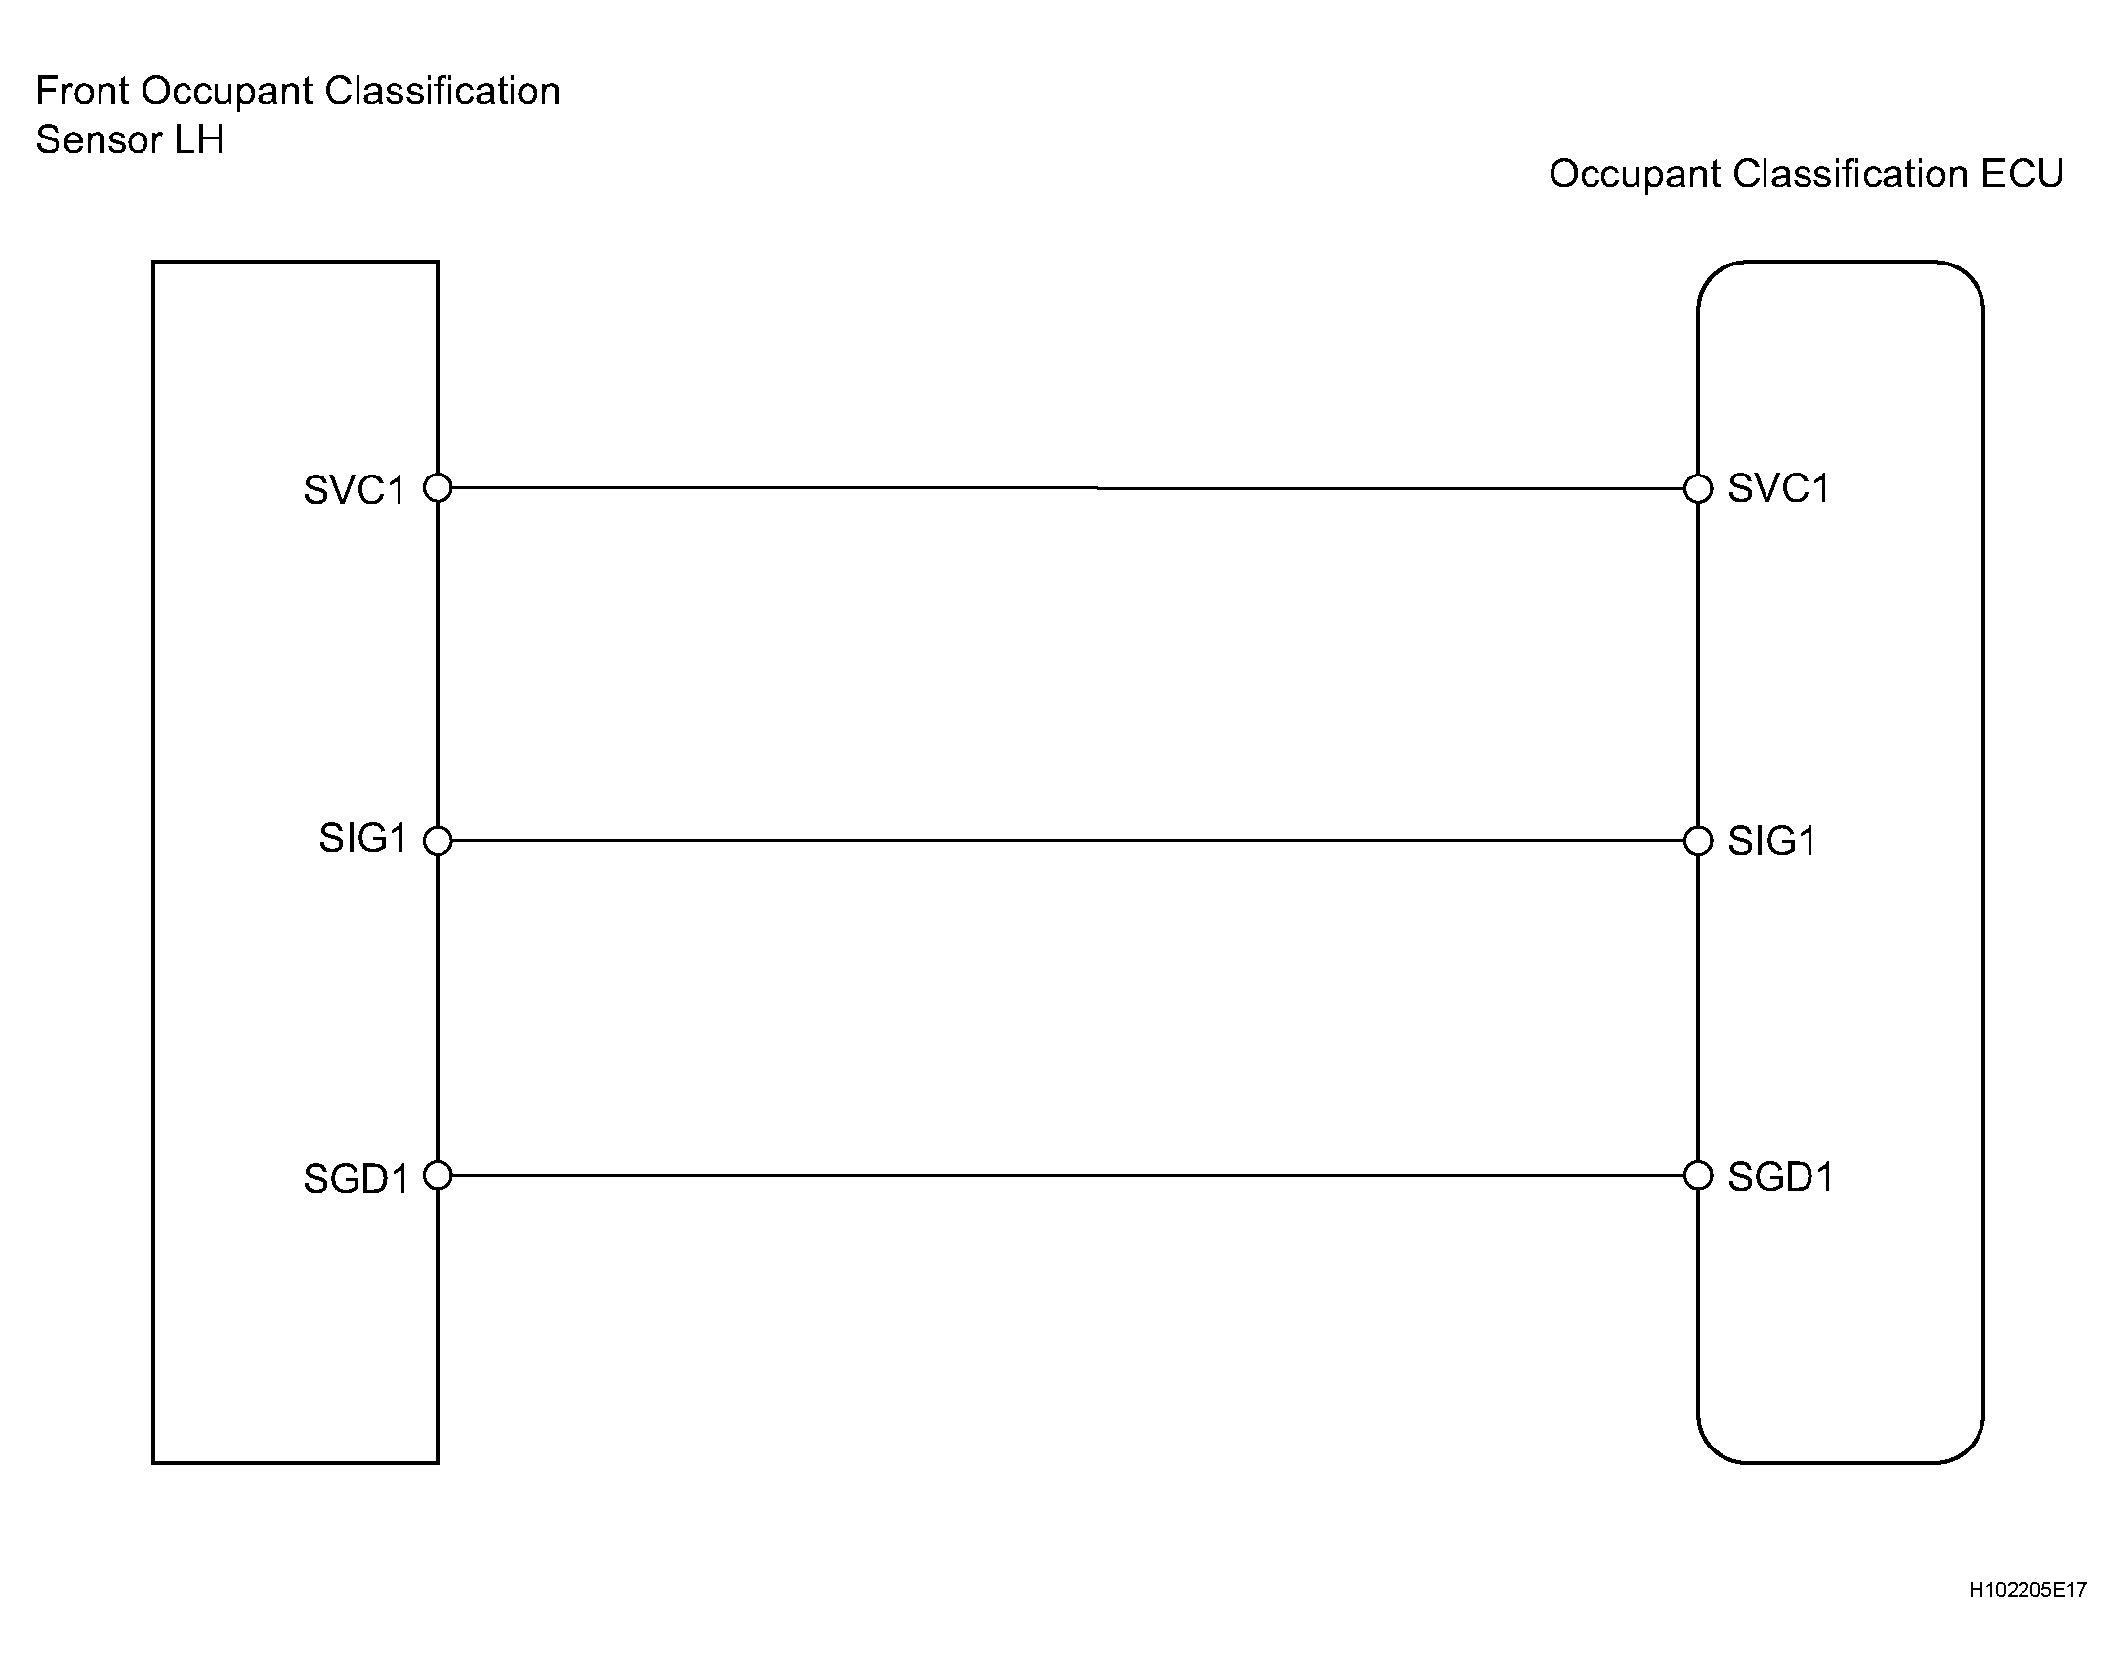 Front Occupant Classification
Sensor LH
Occupant Classification ECU
SVC1
SVC1
SIG1
SIG1
SGD1
SGD1
H102205E17